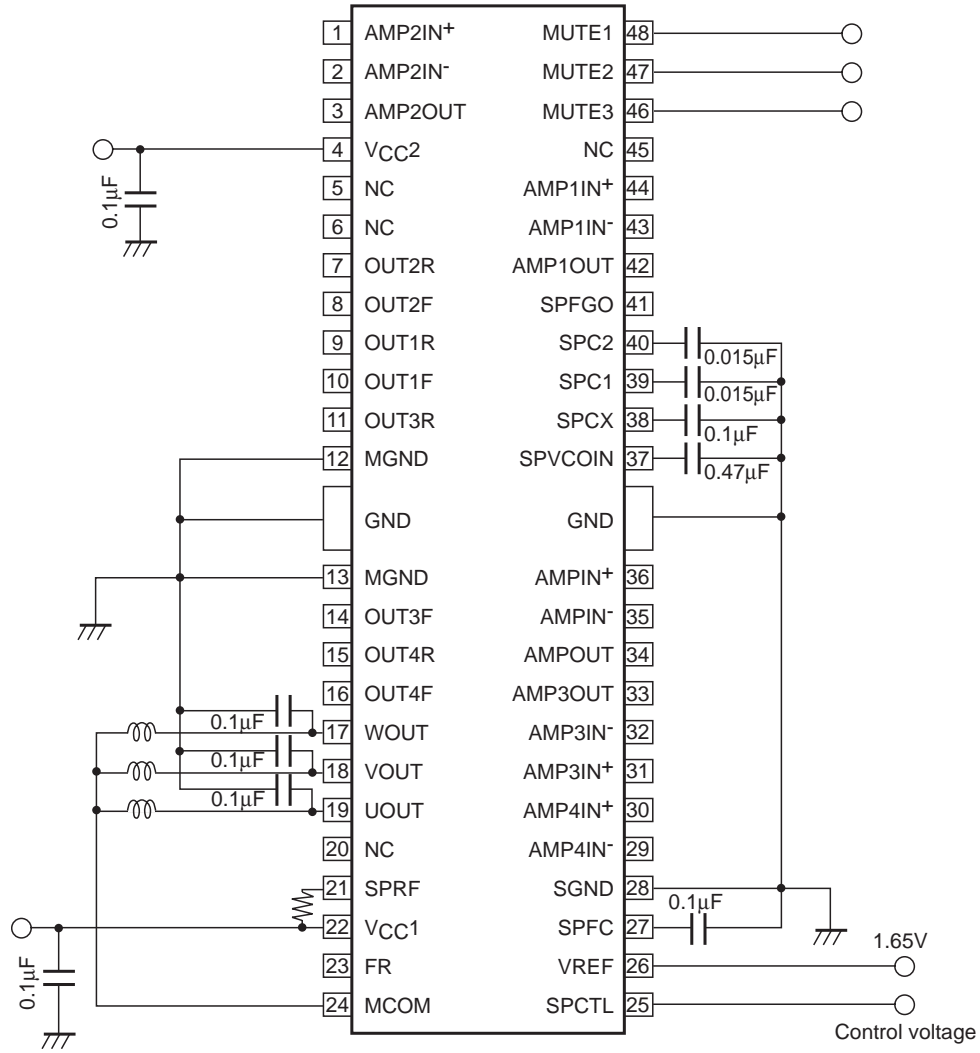 1 AMP2IN+ MUTE1 48
2 AMP2IN- MUTE2 47
3 AMP2OUT MUTE3 46
4 VCC2 NC 45
0.1µF
5 NC AMP1IN+ 44
6 NC AMP1IN- 43
7 OUT2R AMP1OUT 42
8 OUT2F SPFGO 41
9 OUT1R SPC2 40
0.015µF
10 OUT1F SPC1 39
0.015µF
11 OUT3R SPCX 38
0.1µF
12 MGND SPVCOIN 37
0.47µF
GND GND
13 MGND AMPIN+ 36
14 OUT3F AMPIN- 35
15 OUT4R AMPOUT 34
16 OUT4F AMP3OUT 33
0.1µF
17 WOUT AMP3IN- 32
0.1µF
18 VOUT AMP3IN+ 31
0.1µF
19 UOUT AMP4IN+ 30
20 NC AMP4IN- 29
21 SPRF SGND 28
0.1µF
22 VCC1 SPFC 27
0.1µF
1.65V
23 FR VREF 26
24 MCOM SPCTL 25
Control voltage